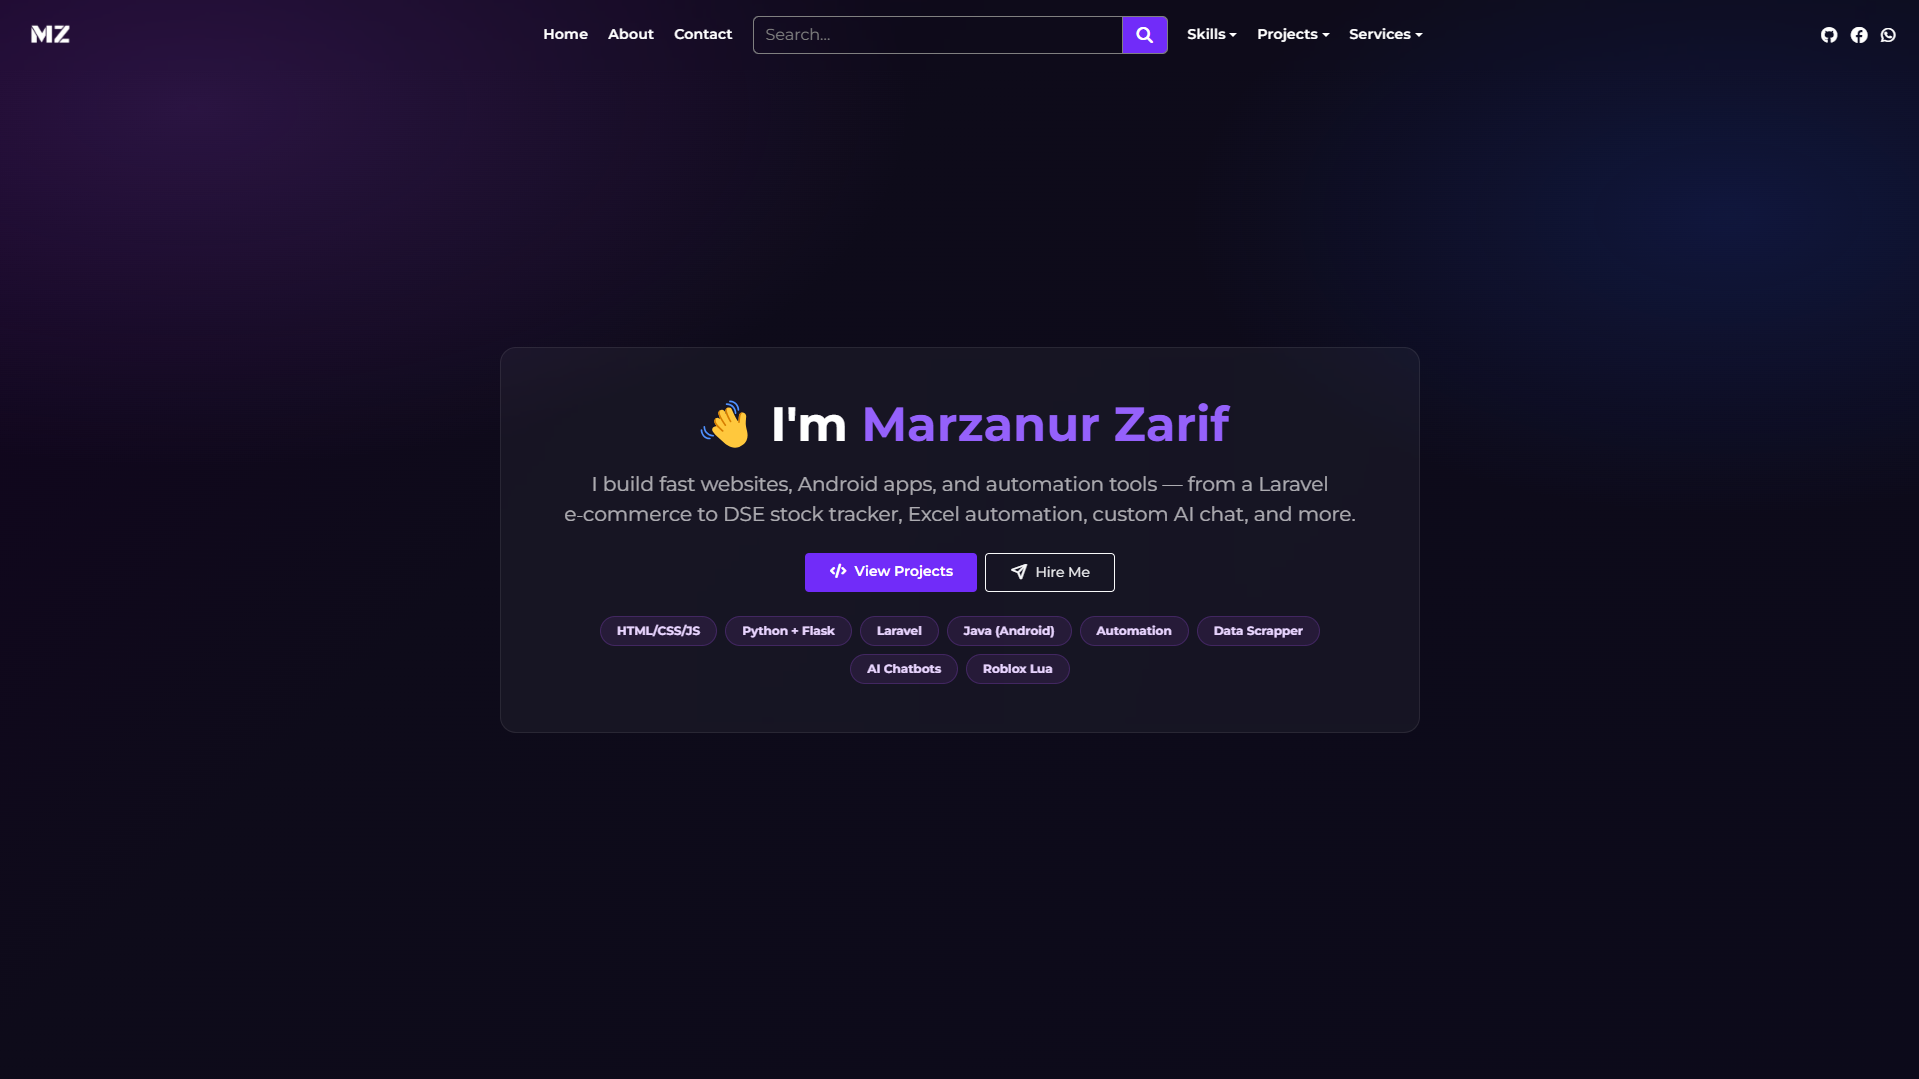 MZ
Home About Contact Search... Skills Projects Services
👋 I'm Marzanur Zarif
I build fast websites, Android apps, and automation tools — from a Laravel
e-commerce to DSE stock tracker, Excel automation, custom AI chat, and more.
View Projects Hire Me
HTML/CSS/JS Python + Flask Laravel Java (Android) Automation Data Scrapper
AI Chatbots Roblox Lua